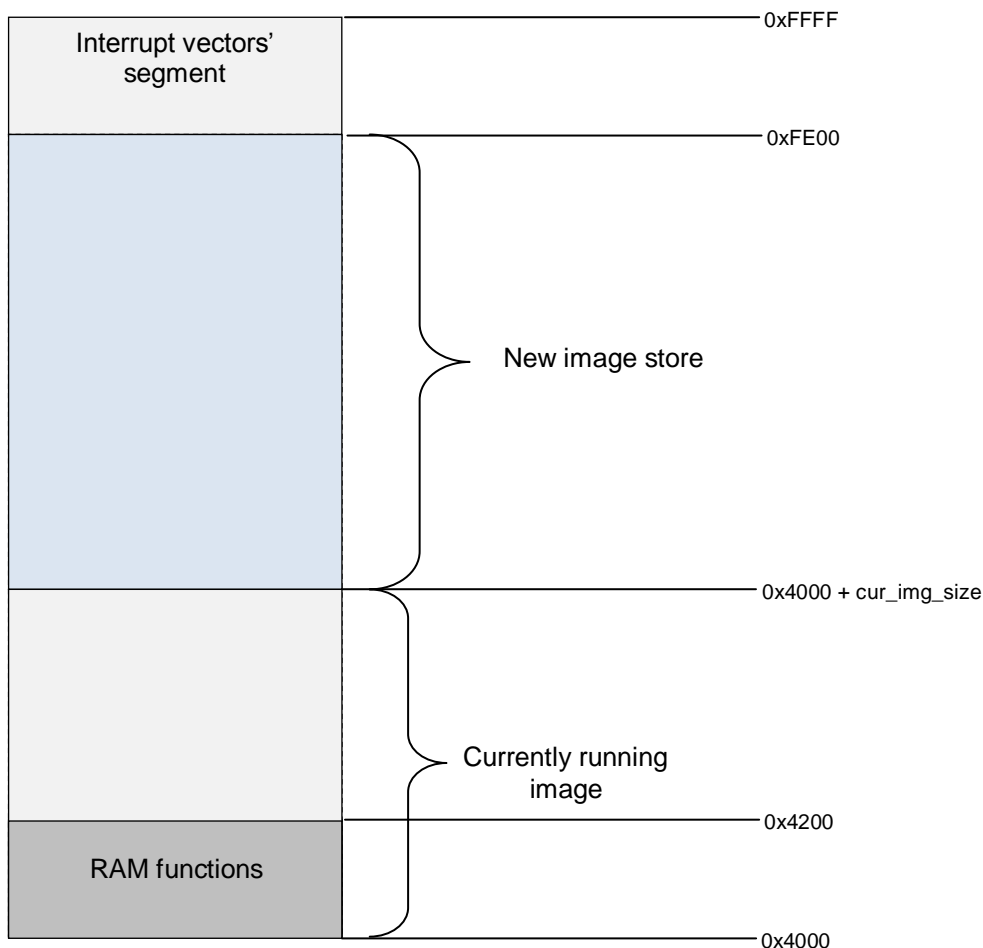 0xFFFF
Interrupt vectors’
segment
0xFE00
New image store
0x4000 + cur_img_size
Currently running
image
0x4200
RAM functions
0x4000